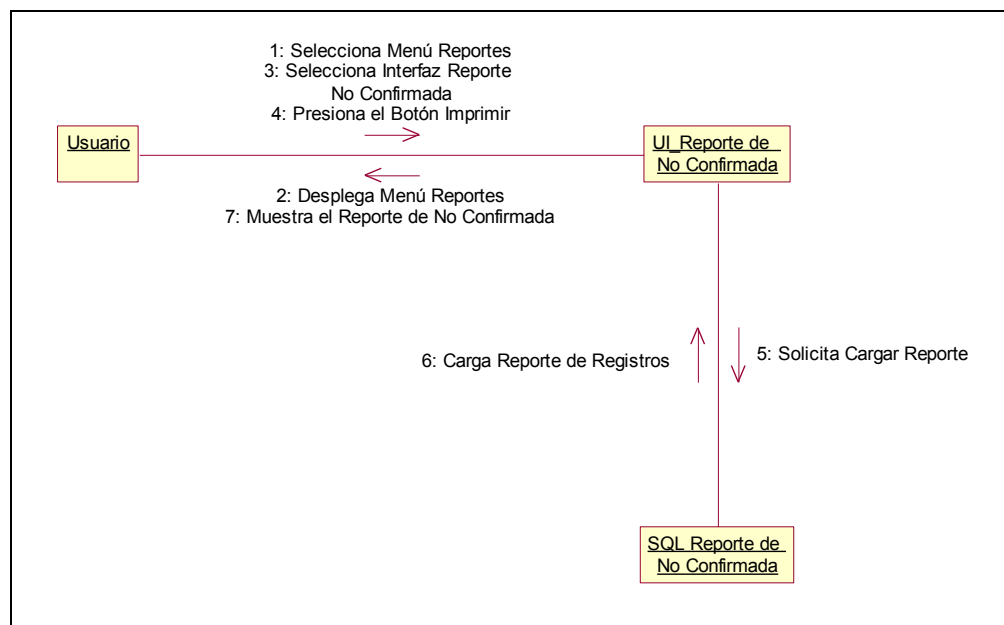 1: Selecciona Menú Reportes
3: Selecciona Interfaz Reporte
No Confirmada
4: Presiona el Botón Imprimir
Usuario
UI_Reporte de
No Confirmada
2: Desplega Menú Reportes
7: Muestra el Reporte de No Confirmada
6: Carga Reporte de Registros
5: Solicita Cargar Reporte
SQL Reporte de
No Confirmada